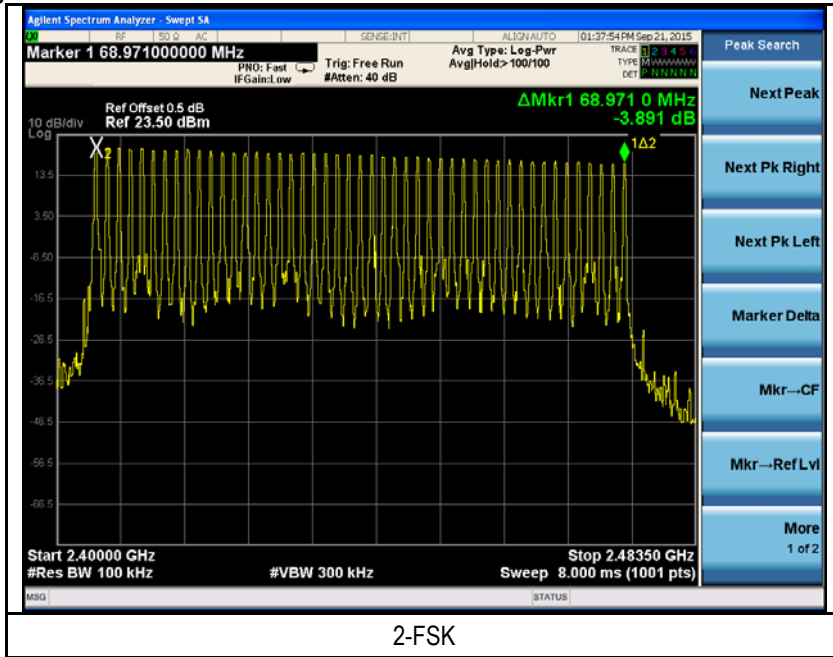 Agilent Spectrum Analyzer - Swept SA
RF 50 Ω AC SENSE:INT ALIGNAUTO 01:37:54 PM Sep 21, 2015
Marker 1 68.971000000 MHz
PNO: Fast
IFGain:Low
Trig: Free Run
#Atten: 40 dB
Avg Type: Log-Pwr
Avg|Hold:> 100/100
TRACE 1 2 3 4 5 6
TYPE M W W W W W
DET P N N N N N
Peak Search
Next Peak
Next Pk Right
Next Pk Left
Marker Delta
Mkr→CF
Mkr→Ref Lvl
More
1 of 2
ΔMkr1 68.971 0 MHz
-3.891 dB
Ref Offset 0.5 dB
10 dB/div Ref 23.50 dBm
Log
X2
1Δ2
13.5
3.50
-6.50
-16.5
-26.5
-36.5
-46.5
-56.5
-66.5
Start 2.40000 GHz
Stop 2.48350 GHz
#Res BW 100 kHz
#VBW 300 kHz
Sweep 8.000 ms (1001 pts)
MSG
STATUS
2-FSK